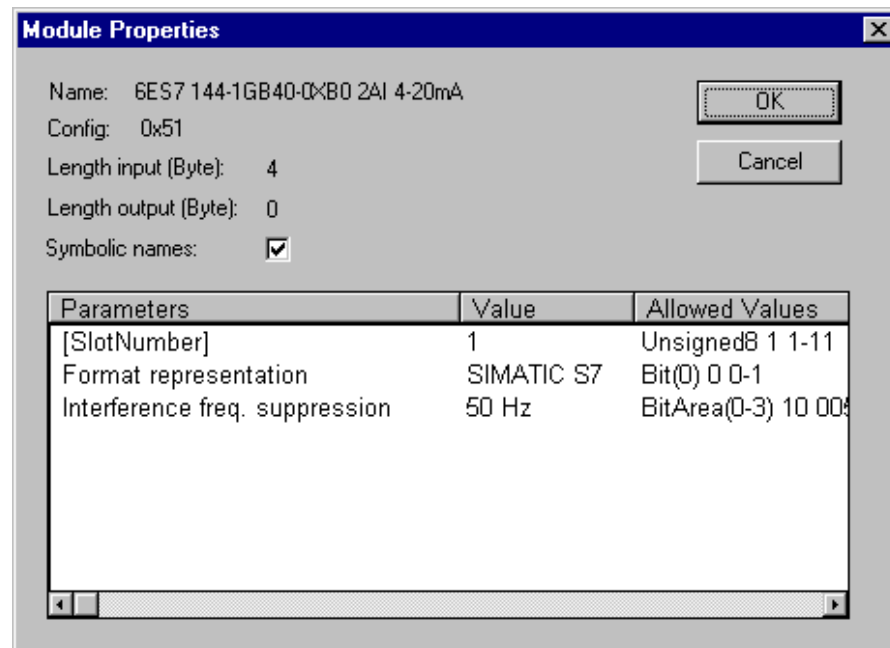 Module Properties
Name: 6ES7 144-1GB40-0XB0 2AI 4-20mA
OK
Config: 0x51
Length input (Byte): 4
Cancel
Length output (Byte): 0
Symbolic names:
Parameters Value Allowed Values
[SlotNumber] 1 Unsigned8 1 1-11
Format representation SIMATIC S7 Bit(0) 0 0-1
Interference freq. suppression 50 Hz BitArea(0-3) 10 005